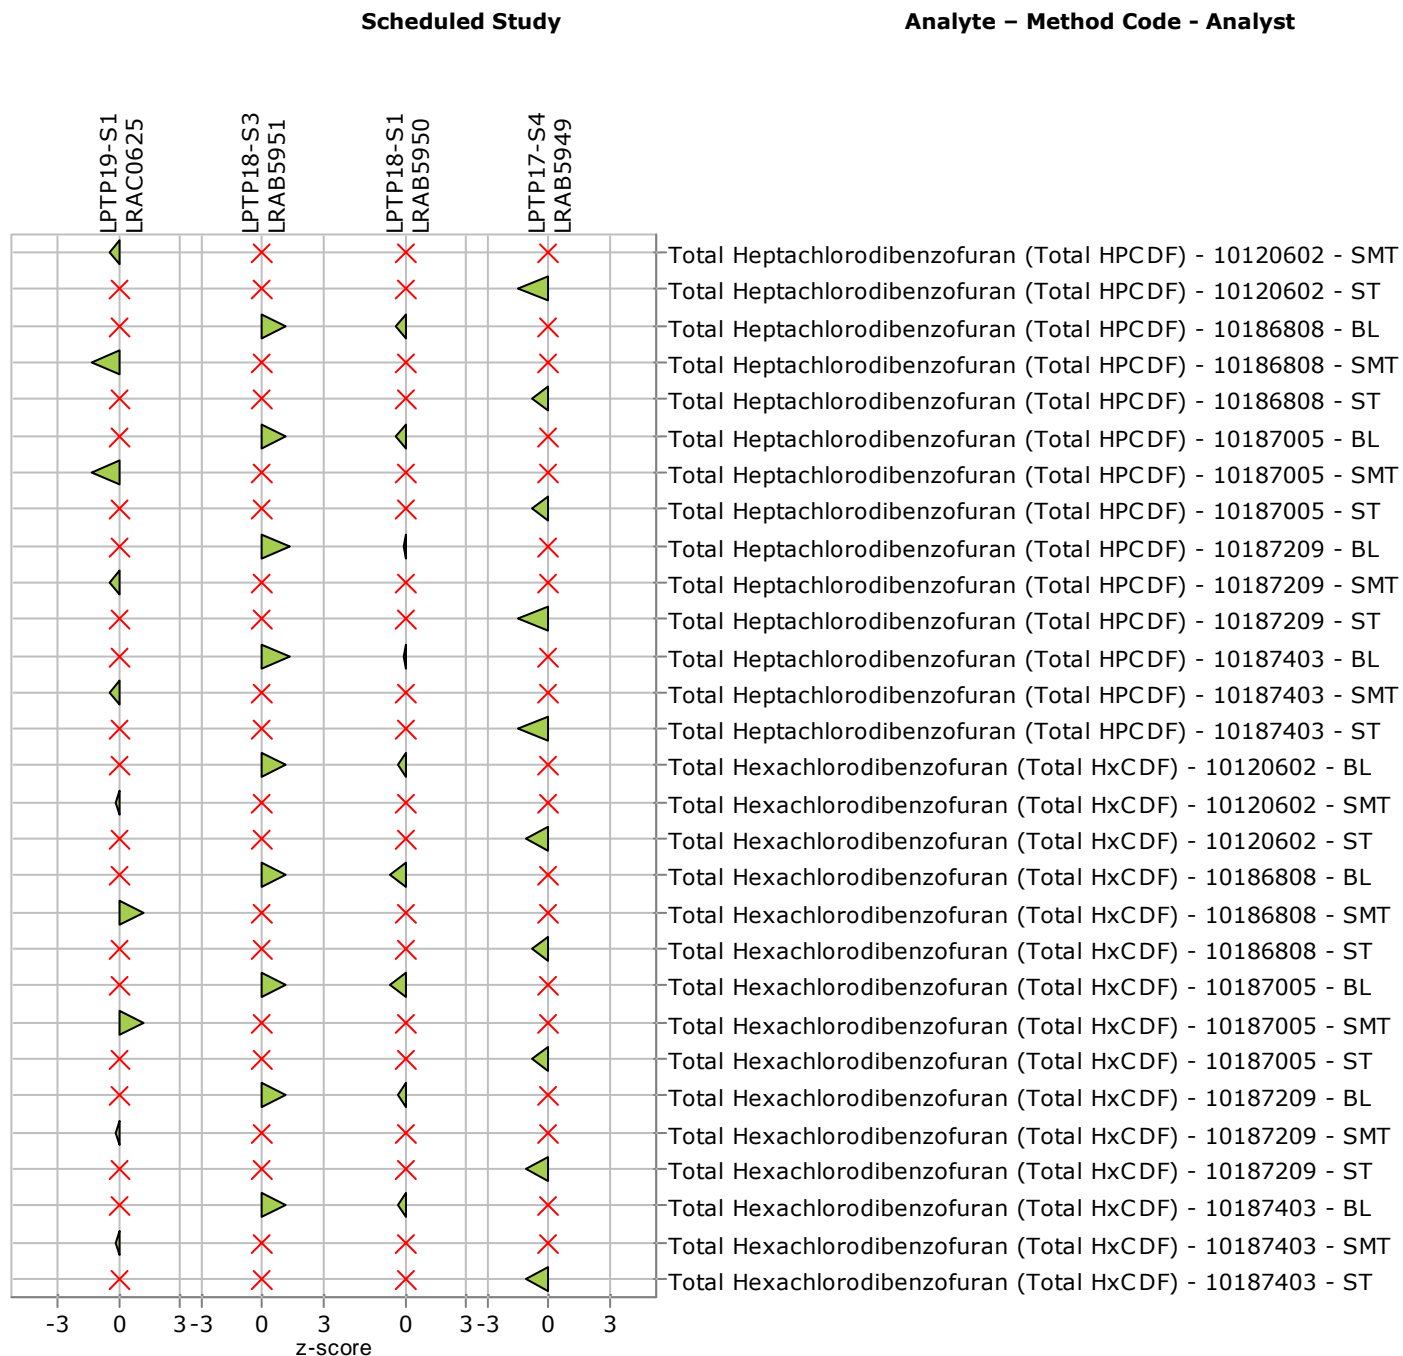 Scheduled Study
Analyte – Method Code - Analyst
LPTP19-S1
LRAC0625
LPTP18-S3
LRAB5951
LPTP18-S1
LRAB5950
LPTP17-S4
LRAB5949
Total Heptachlorodibenzofuran (Total HPCDF) - 10120602 - SMT
Total Heptachlorodibenzofuran (Total HPCDF) - 10120602 - ST
Total Heptachlorodibenzofuran (Total HPCDF) - 10186808 - BL
Total Heptachlorodibenzofuran (Total HPCDF) - 10186808 - SMT
Total Heptachlorodibenzofuran (Total HPCDF) - 10186808 - ST
Total Heptachlorodibenzofuran (Total HPCDF) - 10187005 - BL
Total Heptachlorodibenzofuran (Total HPCDF) - 10187005 - SMT
Total Heptachlorodibenzofuran (Total HPCDF) - 10187005 - ST
Total Heptachlorodibenzofuran (Total HPCDF) - 10187209 - BL
Total Heptachlorodibenzofuran (Total HPCDF) - 10187209 - SMT
Total Heptachlorodibenzofuran (Total HPCDF) - 10187209 - ST
Total Heptachlorodibenzofuran (Total HPCDF) - 10187403 - BL
Total Heptachlorodibenzofuran (Total HPCDF) - 10187403 - SMT
Total Heptachlorodibenzofuran (Total HPCDF) - 10187403 - ST
Total Hexachlorodibenzofuran (Total HxCDF) - 10120602 - BL
Total Hexachlorodibenzofuran (Total HxCDF) - 10120602 - SMT
Total Hexachlorodibenzofuran (Total HxCDF) - 10120602 - ST
Total Hexachlorodibenzofuran (Total HxCDF) - 10186808 - BL
Total Hexachlorodibenzofuran (Total HxCDF) - 10186808 - SMT
Total Hexachlorodibenzofuran (Total HxCDF) - 10186808 - ST
Total Hexachlorodibenzofuran (Total HxCDF) - 10187005 - BL
Total Hexachlorodibenzofuran (Total HxCDF) - 10187005 - SMT
Total Hexachlorodibenzofuran (Total HxCDF) - 10187005 - ST
Total Hexachlorodibenzofuran (Total HxCDF) - 10187209 - BL
Total Hexachlorodibenzofuran (Total HxCDF) - 10187209 - SMT
Total Hexachlorodibenzofuran (Total HxCDF) - 10187209 - ST
Total Hexachlorodibenzofuran (Total HxCDF) - 10187403 - BL
Total Hexachlorodibenzofuran (Total HxCDF) - 10187403 - SMT
Total Hexachlorodibenzofuran (Total HxCDF) - 10187403 - ST
-3 0 3 -3 0 3 0 3 -3 0 3
z-score